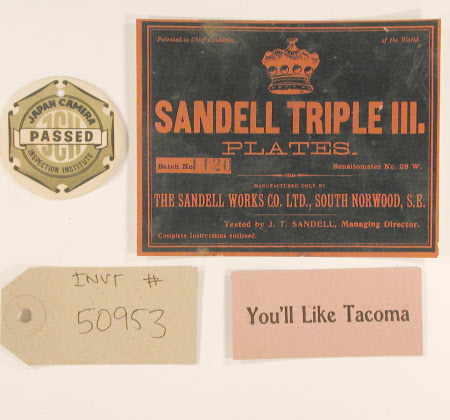 JAPAN CAMERA
JCII
PASSED
INSPECTION INSTITUTE
Patented in Chief Countries
of the World.
SANDELL TRIPLE III.
PLATES.
Batch No. 1120
Sensitometer No. 28 W.
MANUFACTURED ONLY BY
THE SANDELL WORKS CO. LTD., SOUTH NORWOOD, S.E.
Tested by J. T. SANDELL, Managing Director.
Complete Instructions enclosed.
INVT #
50953
You'll Like Tacoma